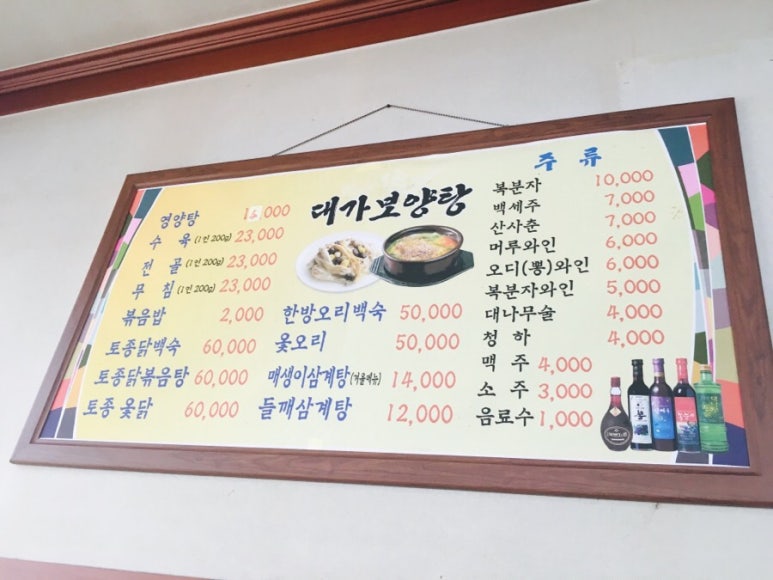 대가보양탕
영양탕 15,000
수 육 (1인 200g) 23,000
전 골 (1인 200g) 23,000
무 침 (1인 200g) 23,000
볶음밥 2,000
토종닭백숙 60,000
토종닭볶음탕 60,000
토종 옻닭 60,000
한방오리백숙 50,000
옻오리 50,000
매생이삼계탕(겨울메뉴) 14,000
들깨삼계탕 12,000
주 류
복분자 10,000
백세주 7,000
산사춘 7,000
머루와인 6,000
오디(뽕)와인 6,000
복분자와인 5,000
대나무술 4,000
청 하 4,000
맥 주 4,000
소 주 3,000
음료수 1,000